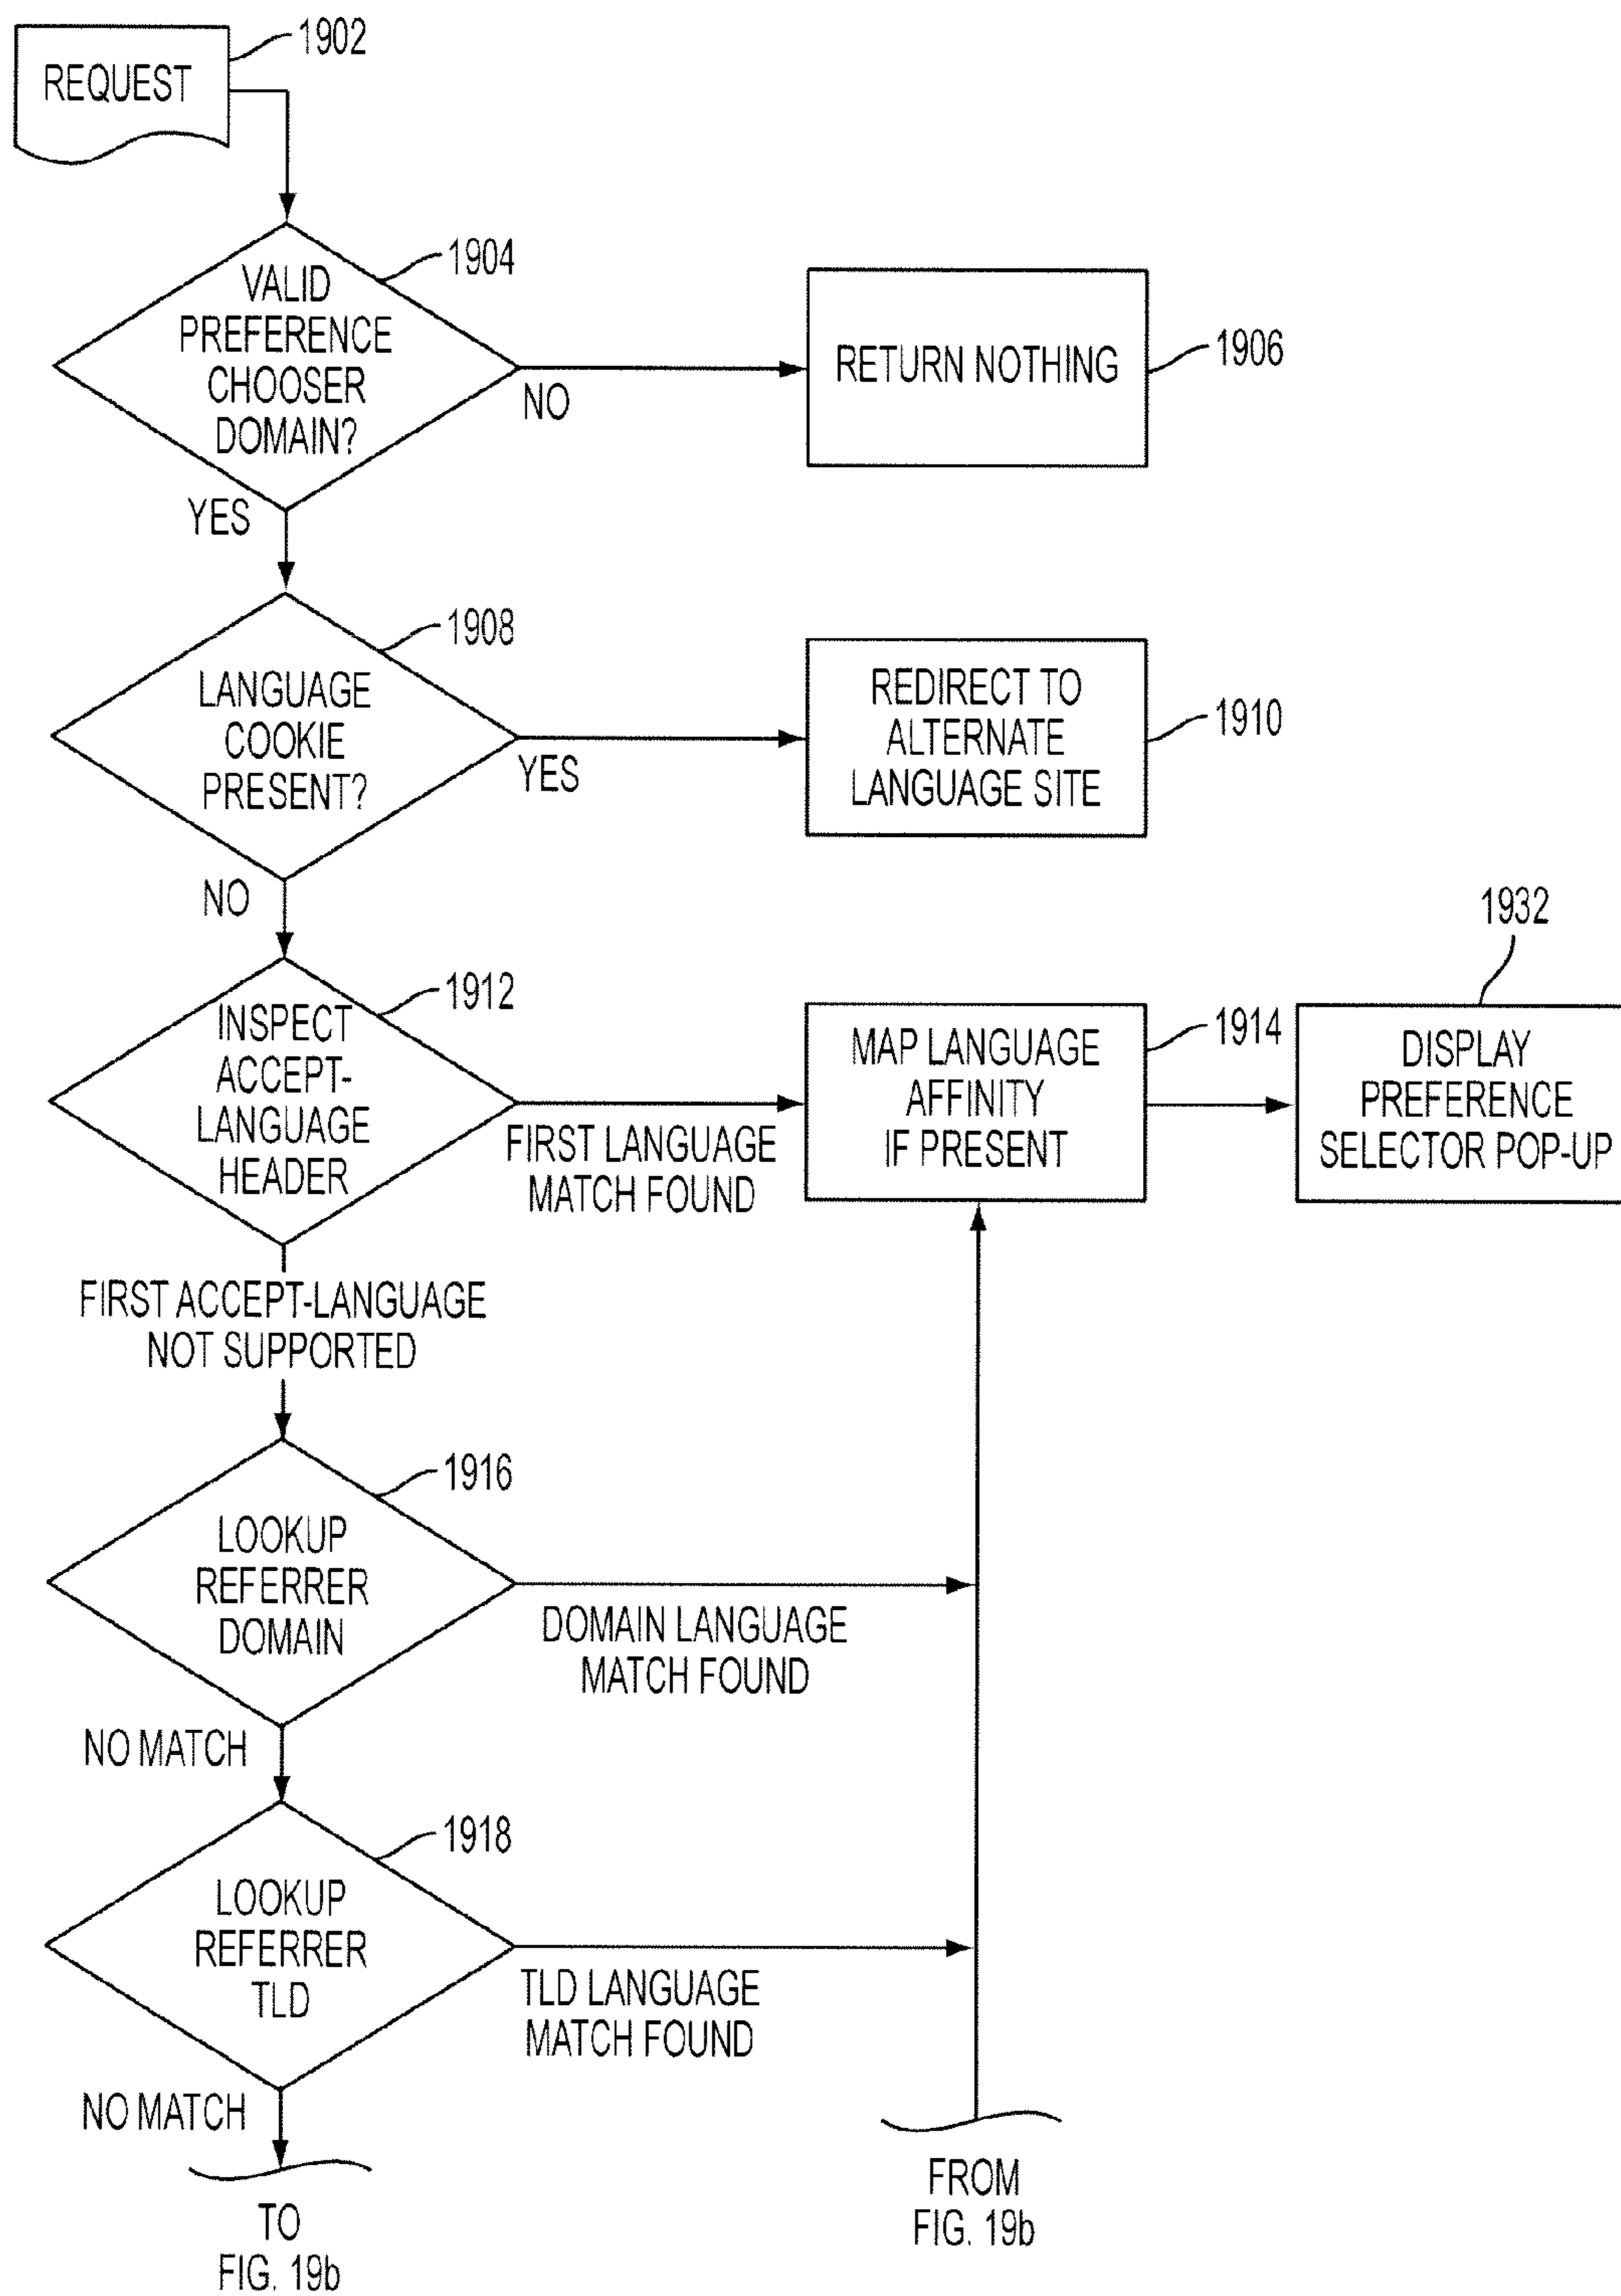 1902
REQUEST
1904
VALID
PREFERENCE
CHOOSER
DOMAIN?
NO
RETURN NOTHING
1906
YES
1908
LANGUAGE
COOKIE
PRESENT?
YES
REDIRECT TO
ALTERNATE
LANGUAGE SITE
1910
NO
1912
INSPECT
ACCEPT-
LANGUAGE
HEADER
FIRST LANGUAGE
MATCH FOUND
MAP LANGUAGE
AFFINITY
IF PRESENT
1914
1932
DISPLAY
PREFERENCE
SELECTOR POP-UP
FIRST ACCEPT-LANGUAGE
NOT SUPPORTED
1916
LOOKUP
REFERRER
DOMAIN
DOMAIN LANGUAGE
MATCH FOUND
NO MATCH
1918
LOOKUP
REFERRER
TLD
TLD LANGUAGE
MATCH FOUND
NO MATCH
TO
FIG. 19b
FROM
FIG. 19b